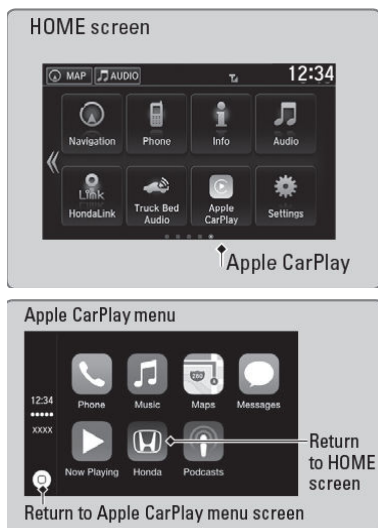 HOME screen
MAP AUDIO 12:34
Navigation Phone Info Audio
Link
HondaLink Truck Bed Audio Apple CarPlay Settings
Apple CarPlay
Apple CarPlay menu
280
12:34
Phone Music Maps Messages
XXXX
Now Playing Honda Podcasts
Return
to HOME
screen
Return to Apple CarPlay menu screen